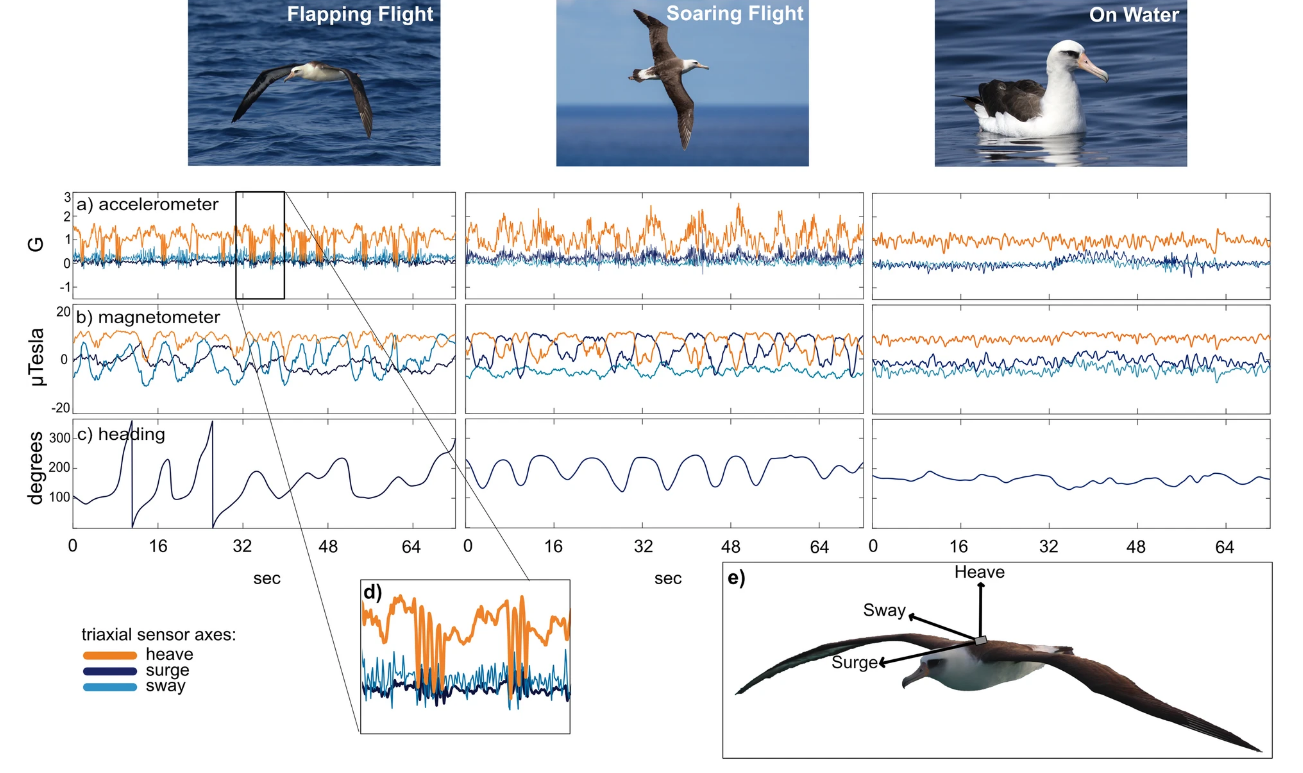 Flapping Flight
Soaring Flight
On Water
a) accelerometer
G
3
2
1
0
-1
b) magnetometer
µTesla
20
0
-20
c) heading
degrees
300
200
100
0 16 32 48 64
0 16 32 48 64
0 16 32 48 64
sec
sec
d)
triaxial sensor axes:
heave
surge
sway
e)
Heave
Sway
Surge